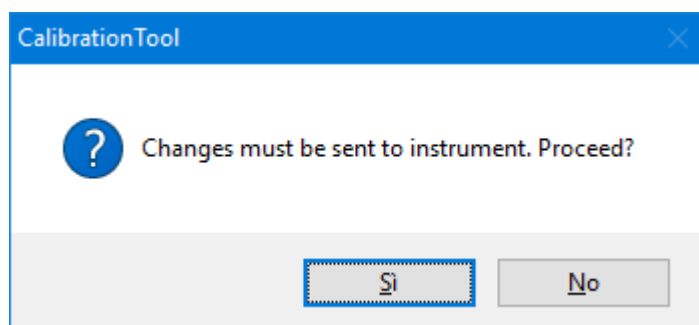 CalibrationTool
Changes must be sent to instrument. Proceed?
Sì
No